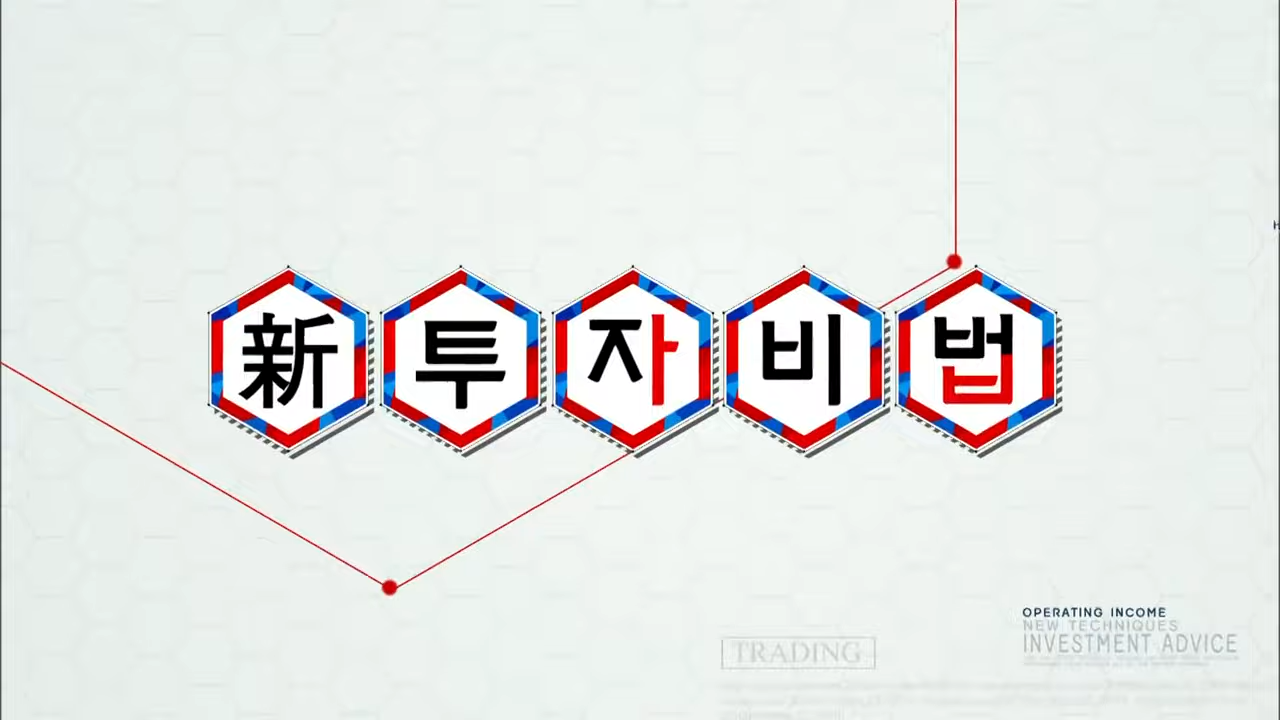 新투자비법
OPERATING INCOME
NEW TECHNIQUES
INVESTMENT ADVICE
TRADING